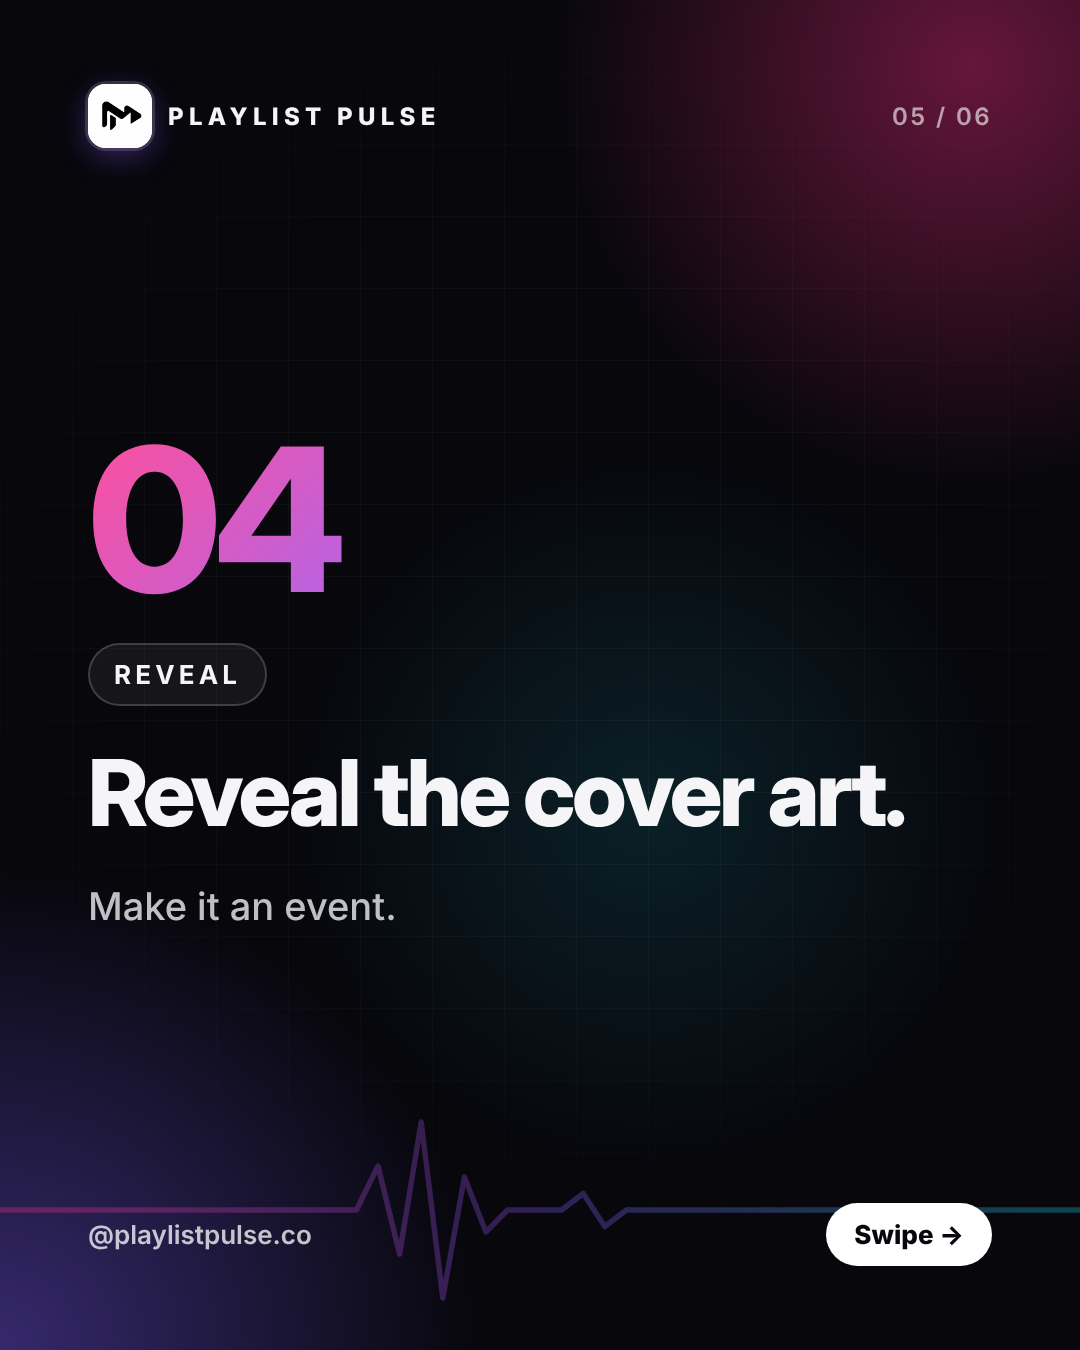 PLAYLIST PULSE
05 / 06
04
REVEAL
Reveal the cover art.
Make it an event.
@playlistpulse.co
Swipe →